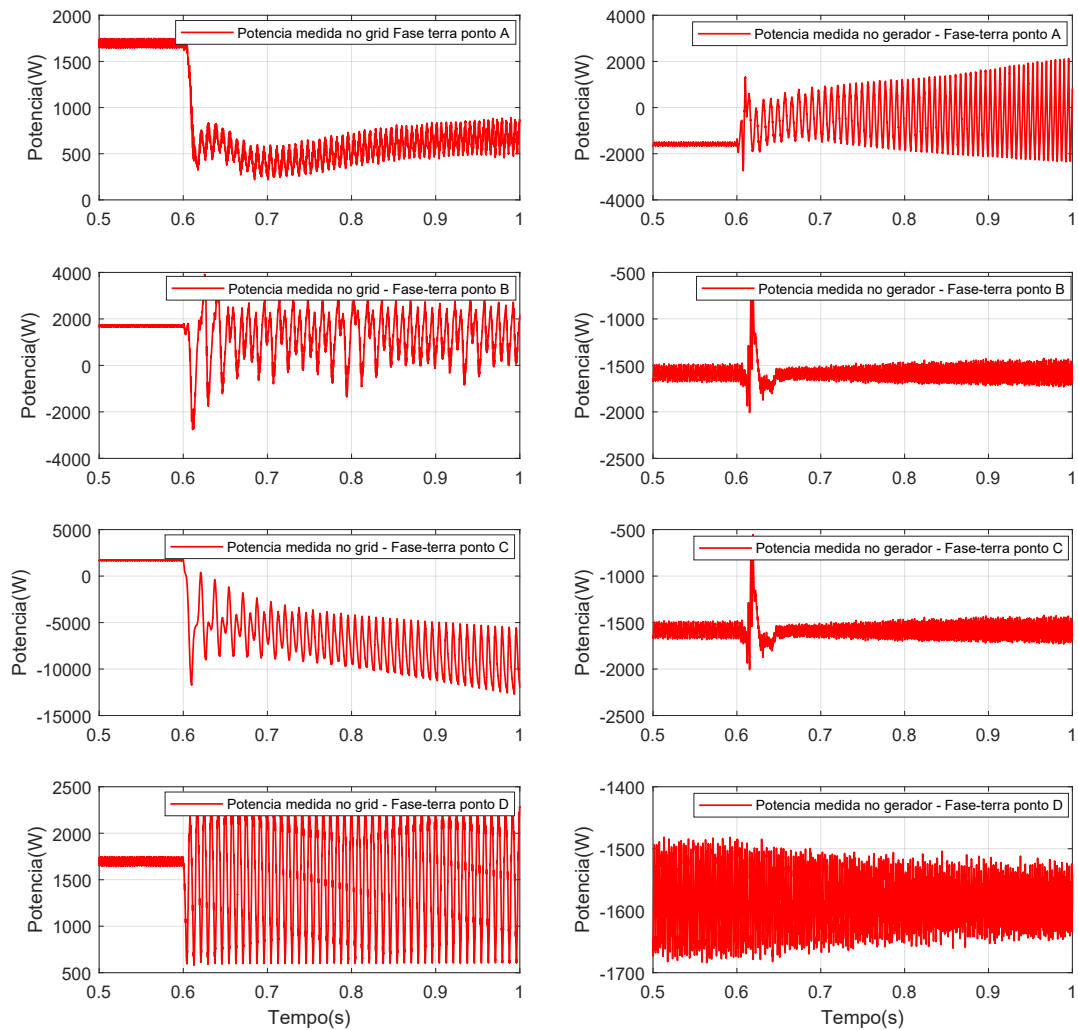 2000
1500
1000
500
0
Potencia(W)
Potencia medida no grid Fase terra ponto A
0.5 0.6 0.7 0.8 0.9 1
4000
2000
0
-2000
-4000
Potencia(W)
Potencia medida no gerador - Fase-terra ponto A
0.5 0.6 0.7 0.8 0.9 1
4000
2000
0
-2000
-4000
Potencia(W)
Potencia medida no grid - Fase-terra ponto B
0.5 0.6 0.7 0.8 0.9 1
-500
-1000
-1500
-2000
-2500
Potencia(W)
Potencia medida no gerador - Fase-terra ponto B
0.5 0.6 0.7 0.8 0.9 1
5000
0
-5000
-10000
-15000
Potencia(W)
Potencia medida no grid - Fase-terra ponto C
0.5 0.6 0.7 0.8 0.9 1
-500
-1000
-1500
-2000
-2500
Potencia(W)
Potencia medida no gerador - Fase-terra ponto C
0.5 0.6 0.7 0.8 0.9 1
2500
2000
1500
1000
500
Potencia(W)
Potencia medida no grid - Fase-terra ponto D
0.5 0.6 0.7 0.8 0.9 1
Tempo(s)
-1400
-1500
-1600
-1700
Potencia(W)
Potencia medida no gerador - Fase-terra ponto D
0.5 0.6 0.7 0.8 0.9 1
Tempo(s)